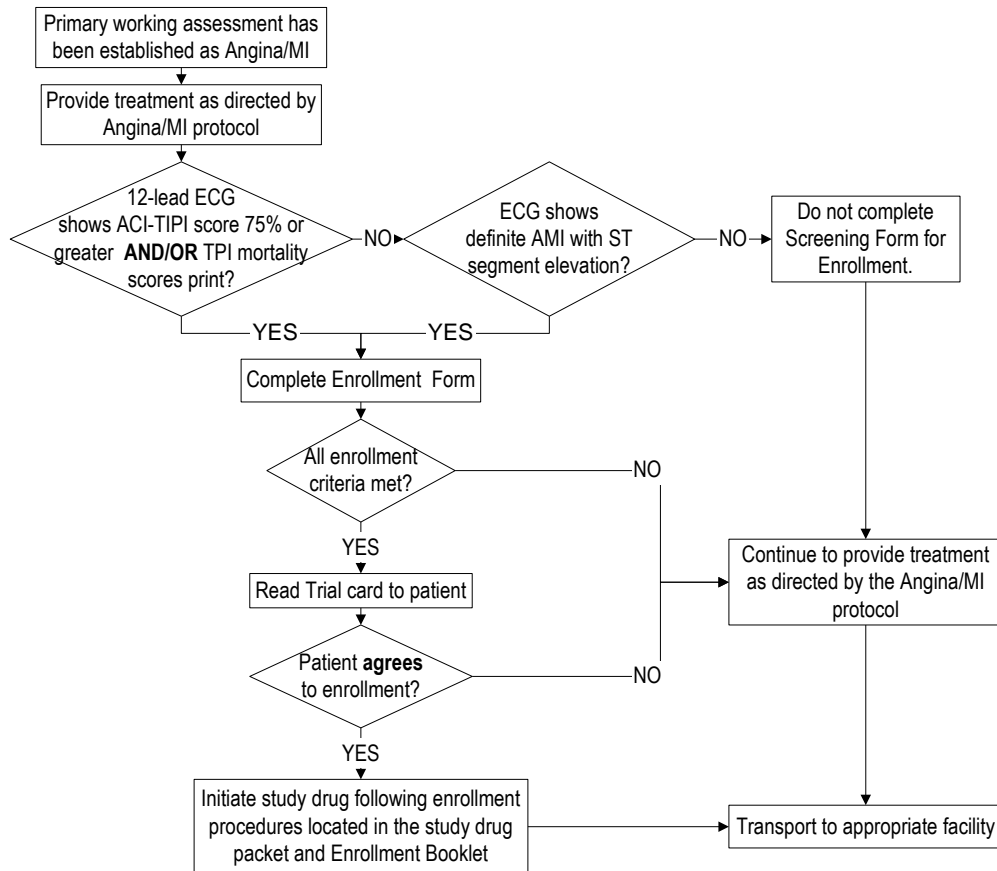 Primary working assessment has
been established as Angina/MI
Provide treatment as directed by
Angina/MI protocol
12-lead ECG
shows ACI-TIPI score 75% or
greater AND/OR TPI mortality
scores print?
NO
ECG shows
definite AMI with ST
segment elevation?
NO
Do not complete
Screening Form for
Enrollment.
YES
YES
Complete Enrollment Form
All enrollment
criteria met?
NO
YES
Read Trial card to patient
Continue to provide treatment
as directed by the Angina/MI
protocol
Patient agrees
to enrollment?
NO
YES
Initiate study drug following enrollment
procedures located in the study drug
packet and Enrollment Booklet
Transport to appropriate facility